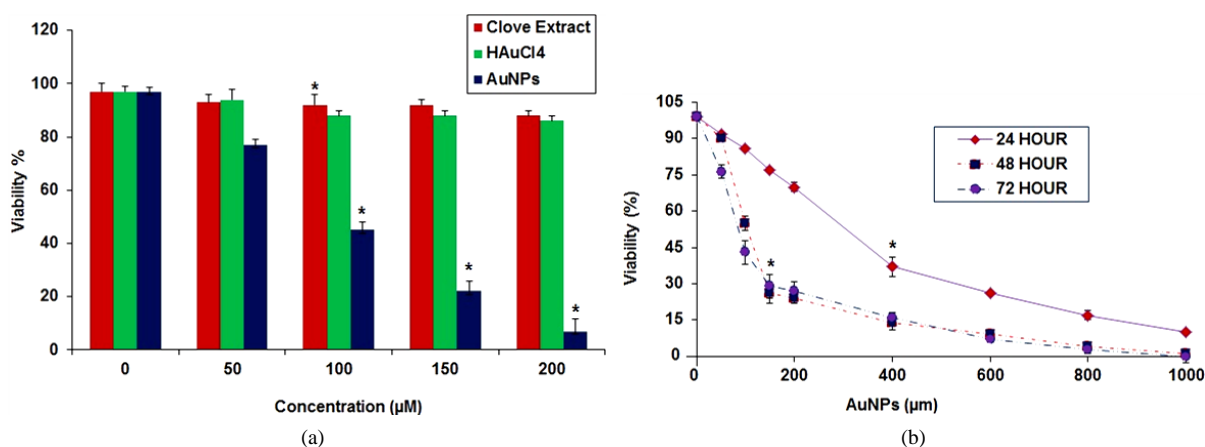 120
100
80
60
40
20
0
Viability %
Clove Extract
HAuCl4
AuNPs
*
*
*
*
0 50 100 150 200
Concentration (µM)
(a)
105
90
75
60
45
30
15
0
Viability (%)
24 HOUR
48 HOUR
72 HOUR
*
*
0 200 400 600 800 1000
AuNPs (µm)
(b)